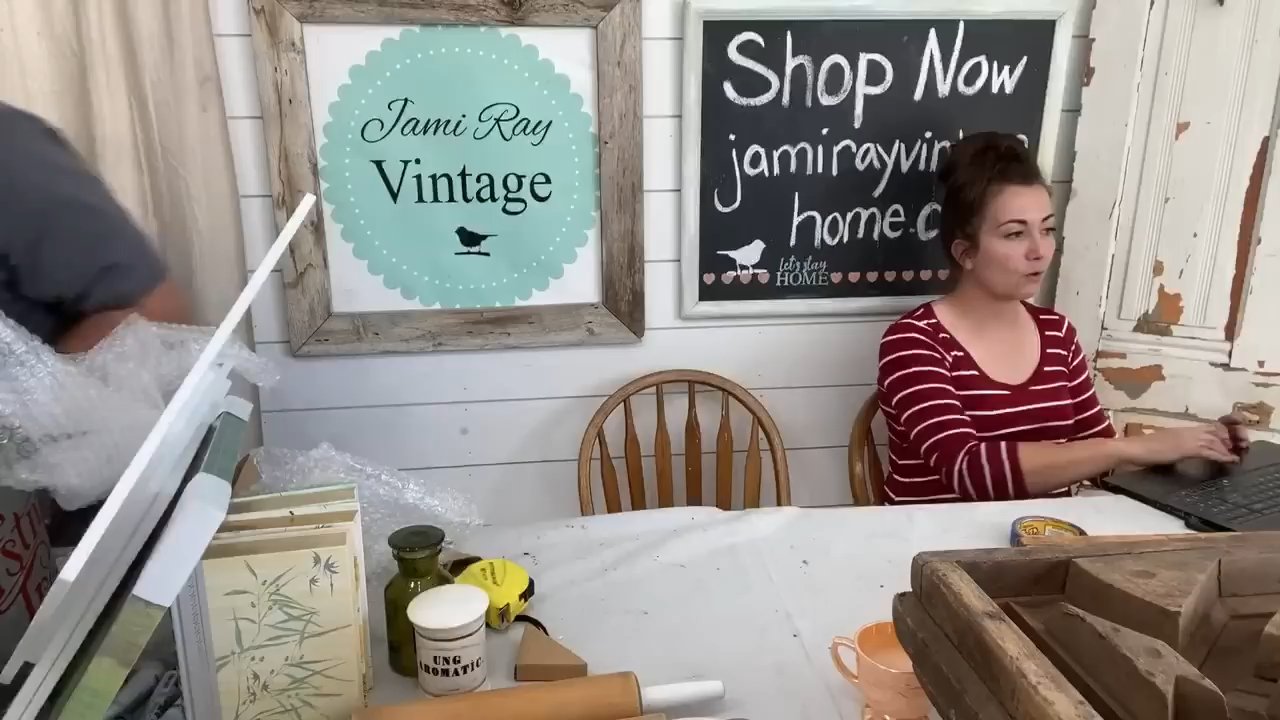 Jami Ray
Vintage
Shop Now
jamirayvin
home.c
let's stay
HOME
UNG
AROMATIC.